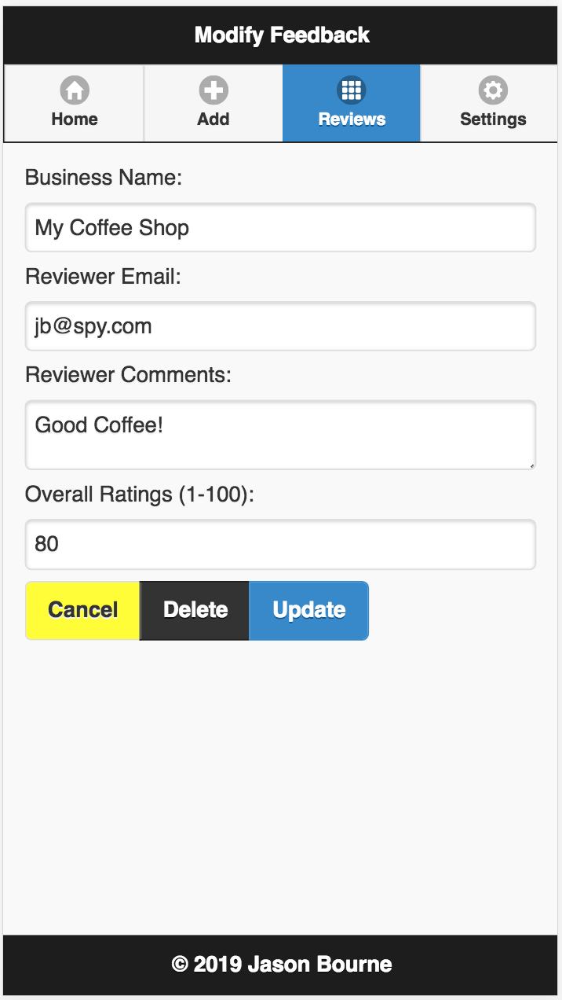 Modify Feedback
Home Add Reviews Settings
Business Name:
My Coffee Shop
Reviewer Email:
jb@spy.com
Reviewer Comments:
Good Coffee!
Overall Ratings (1-100):
80
Cancel Delete Update
© 2019 Jason Bourne